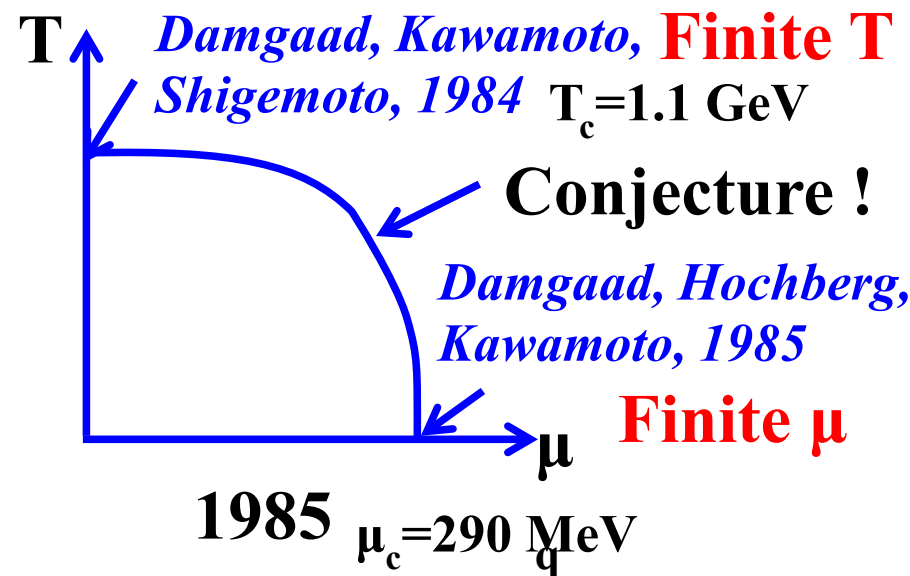 T
Damgaad, Kawamoto,
Shigemoto, 1984
Finite T
Tc=1.1 GeV
Conjecture !
Damgaad, Hochberg,
Kawamoto, 1985
Finite μ
μ
1985
μc=290 MeV
q